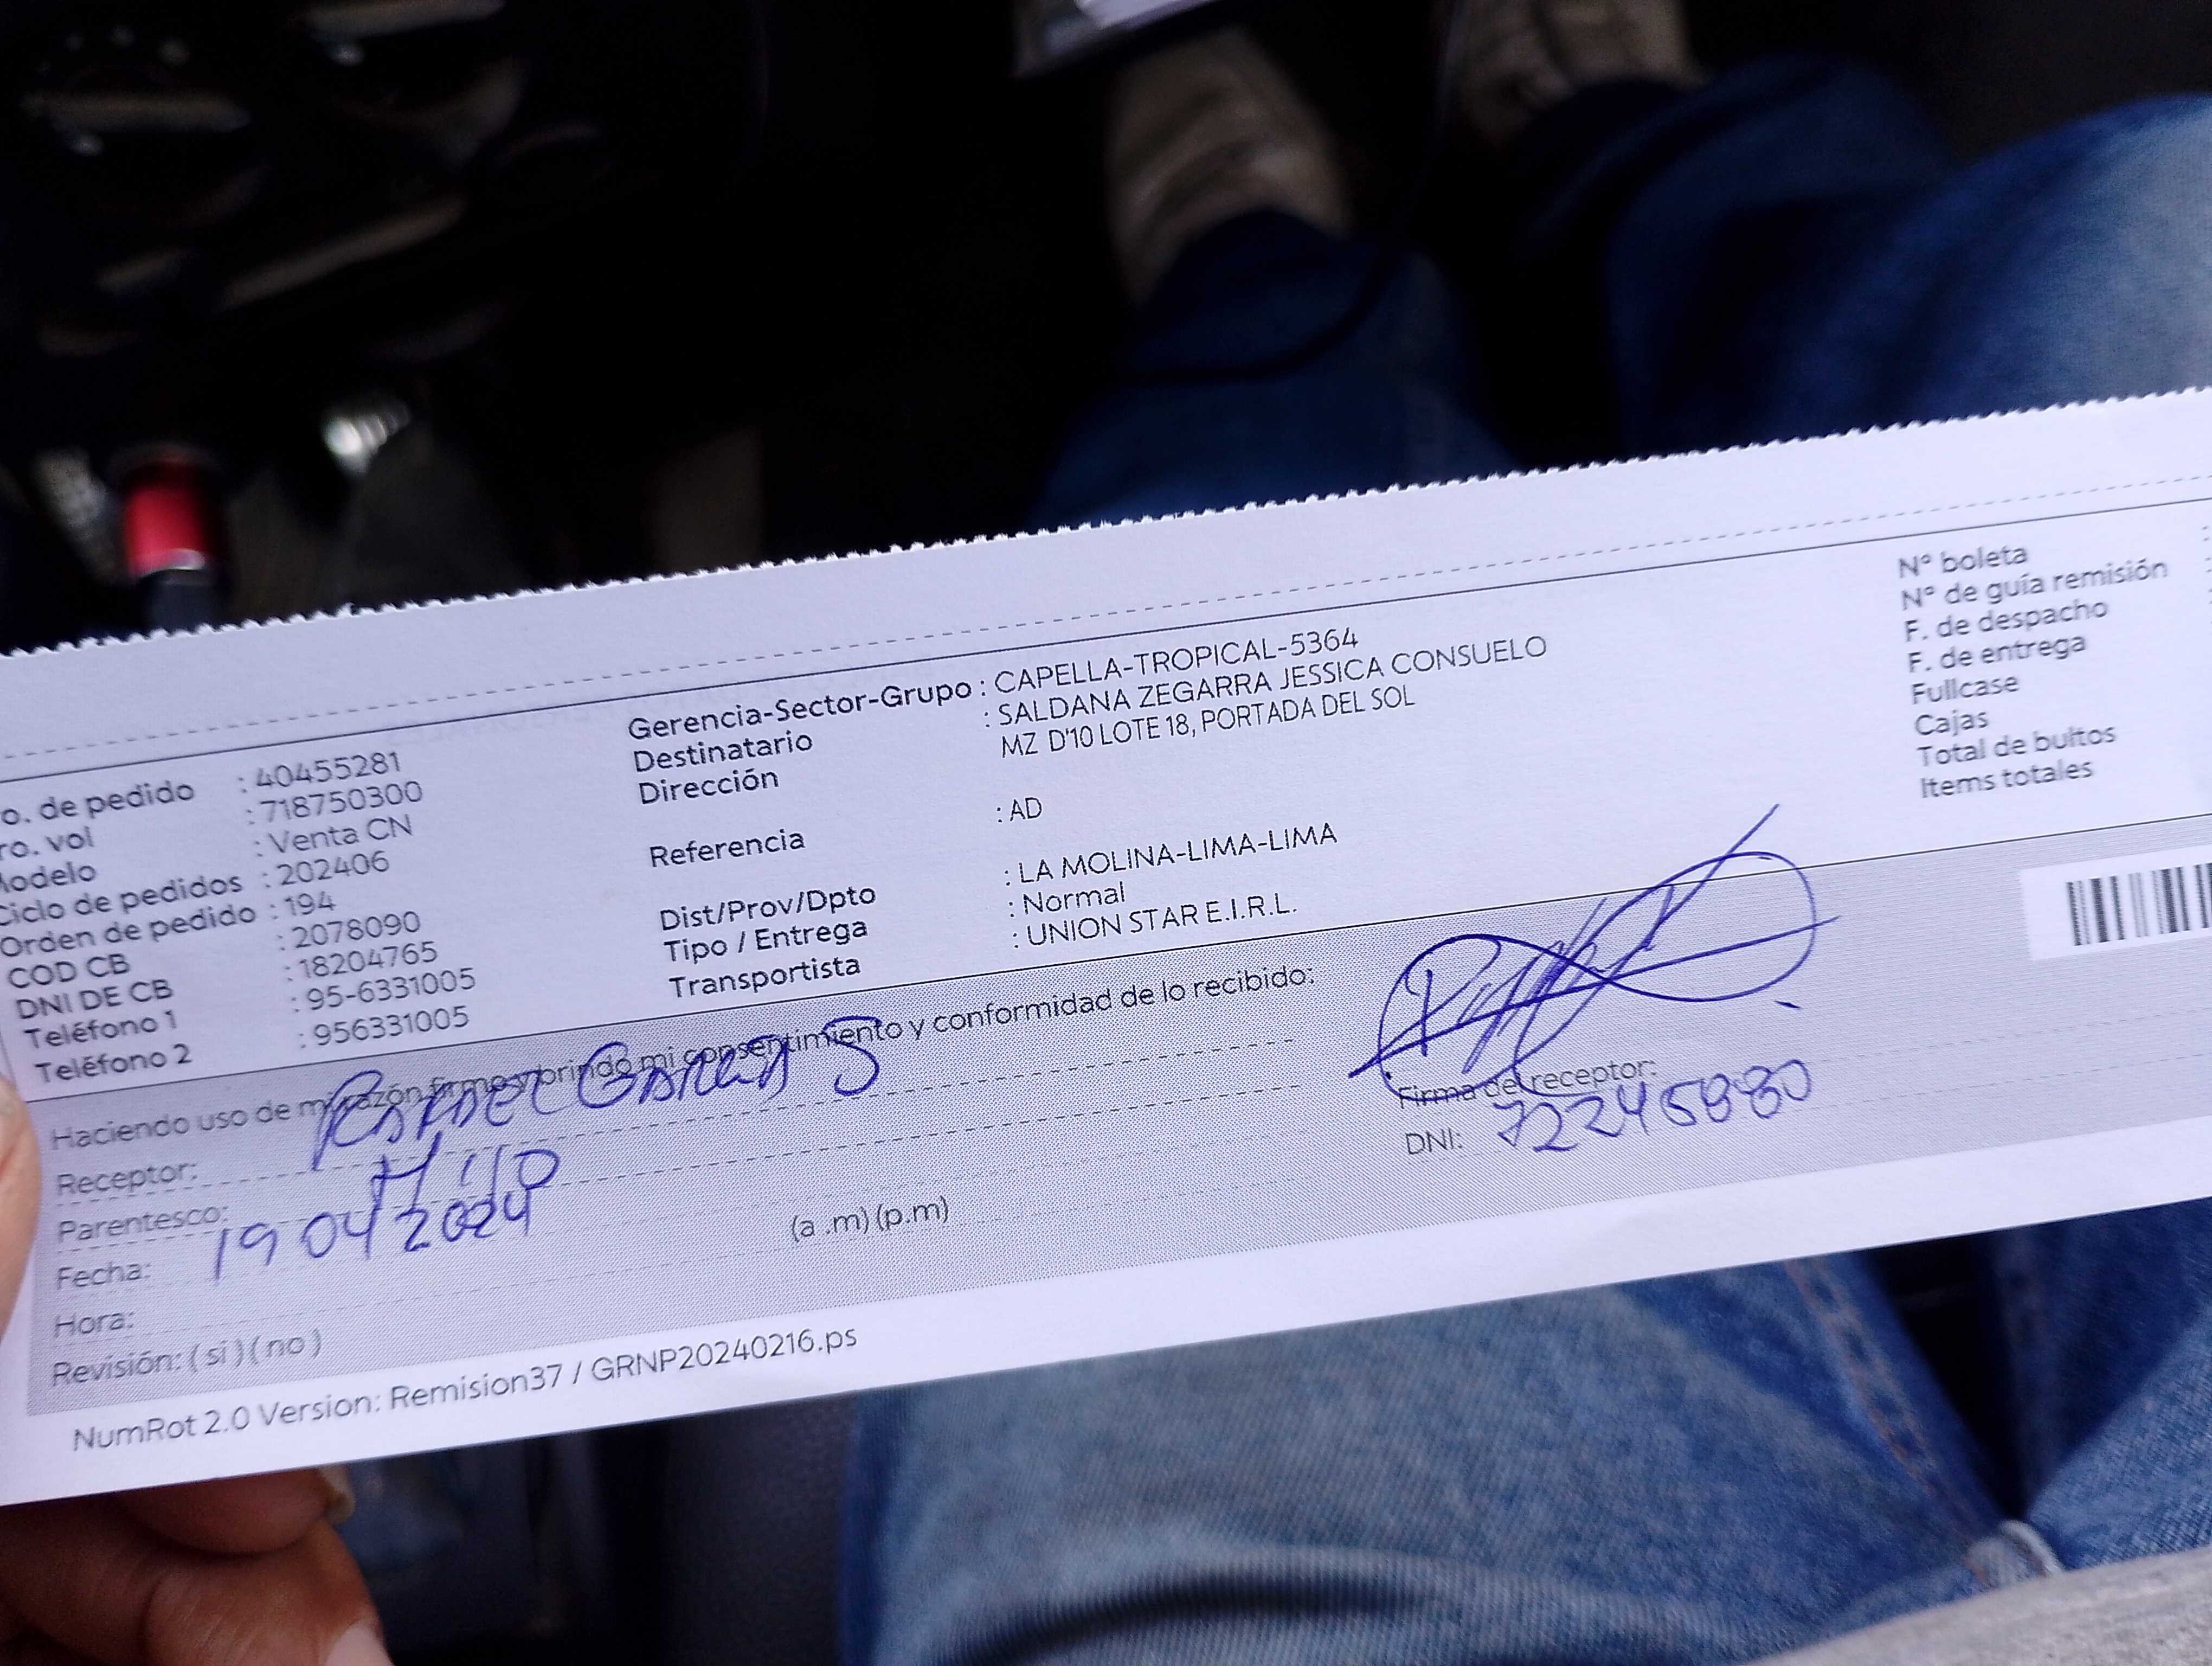 o. de pedido : 40455281
ro. vol : 718750300
Modelo : Venta CN
Ciclo de pedidos : 202406
Orden de pedido : 194
COD CB : 2078090
DNI DE CB : 18204765
Teléfono 1 : 95-6331005
Teléfono 2 : 956331005
Gerencia-Sector-Grupo : CAPELLA-TROPICAL-5364
Destinatario : SALDANA ZEGARRA JESSICA CONSUELO
Dirección MZ D'10 LOTE 18, PORTADA DEL SOL
Referencia : AD
Dist/Prov/Dpto : LA MOLINA-LIMA-LIMA
Tipo / Entrega : Normal
Transportista : UNION STAR E.I.R.L.
N° boleta :
N° de guía remisión :
F. de despacho
F. de entrega
Fullcase
Cajas
Total de bultos
Items totales
Haciendo uso de mi razón firmo y brindo mi consentimiento y conformidad de lo recibido:
Receptor: S
Parentesco: Hijo
Fecha: 19 04 2024
Hora: (a .m) (p.m)
Revisión: ( si ) ( no )
Firma del receptor:
DNI: 72245880
NumRot 2.0 Version: Remision37 / GRNP20240216.ps